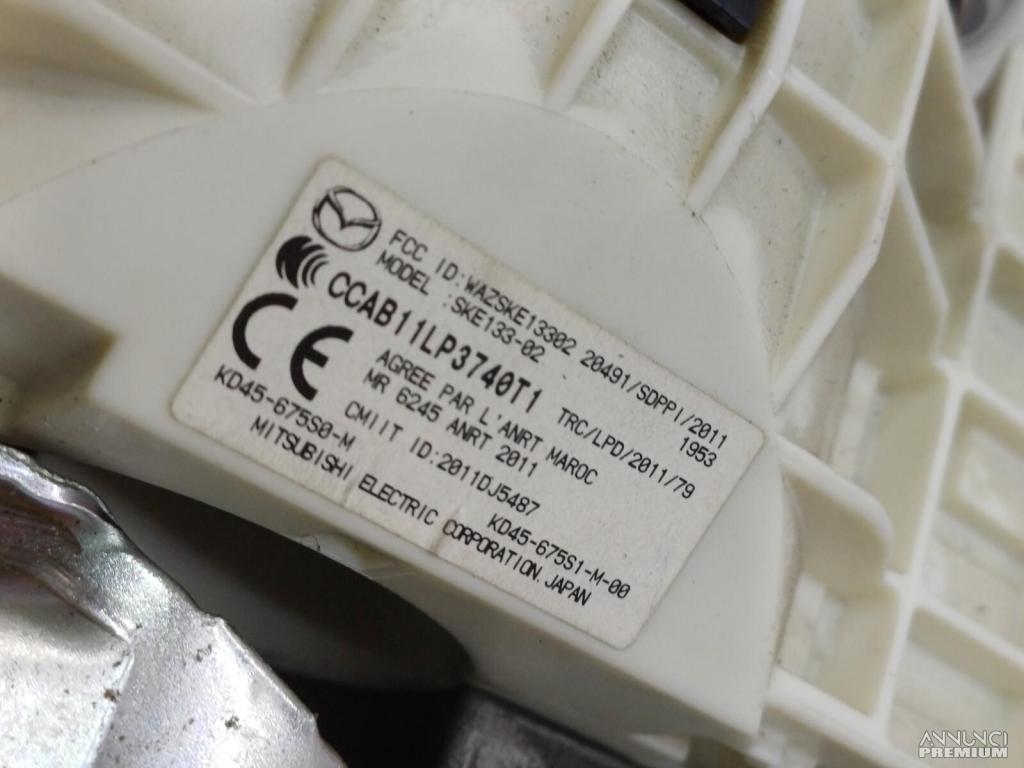 FCC ID:WAZSKE13302 20491/SDPPI/2011
MODEL :SKE133-02 1953
CCAB11LP3740T1 TRC/LPD/2011/79
CE AGREE PAR L'ANRT MAROC
MR 6245 ANRT 2011
KD45-675S0-M CMIIT ID:2011DJ5487
KD45-675S1-M-00
MITSUBISHI ELECTRIC CORPORATION.JAPAN
ANNUNCI
PREMIUM